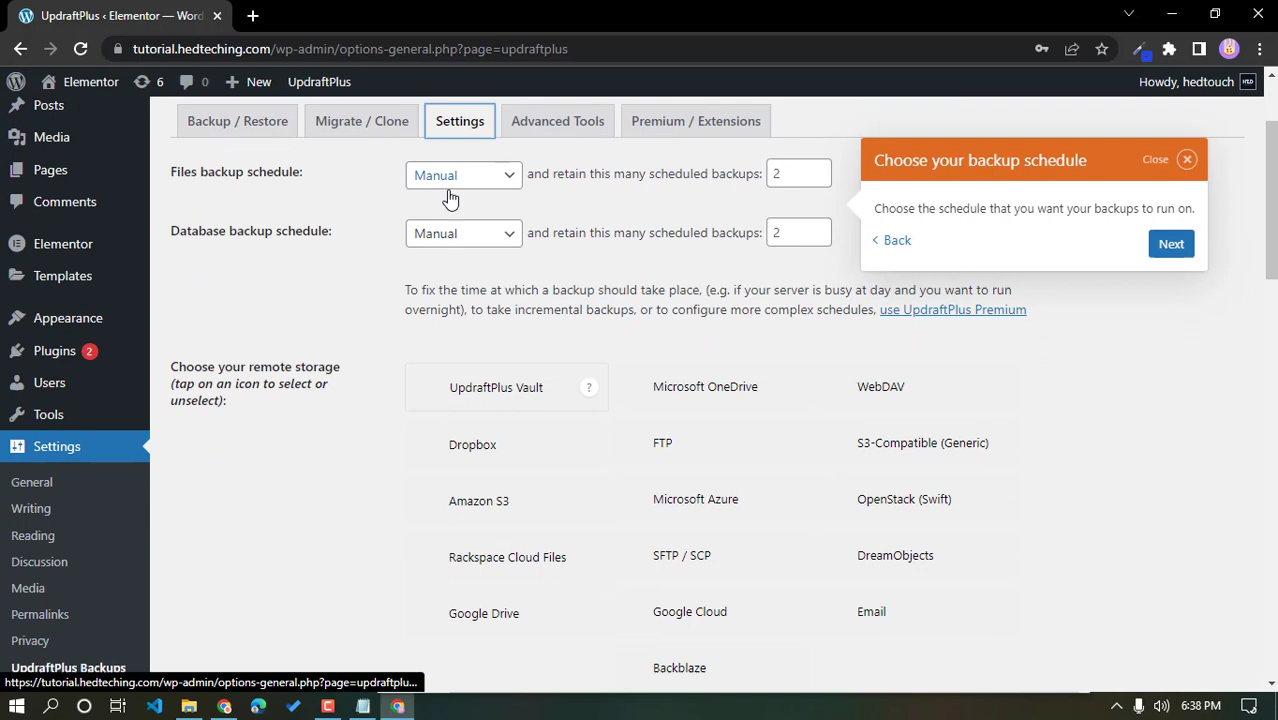 UpdraftPlus ‹ Elementor — Word
tutorial.hedteching.com/wp-admin/options-general.php?page=updraftplus
Elementor 6 0 New UpdraftPlus Howdy, hedtouch
Posts
Media
Pages
Comments
Elementor
Templates
Appearance
Plugins 2
Users
Tools
Settings
General
Writing
Reading
Discussion
Media
Permalinks
Privacy
UpdraftPlus Backups
Backup / Restore Migrate / Clone Settings Advanced Tools Premium / Extensions
Files backup schedule: Manual and retain this many scheduled backups: 2
Database backup schedule: Manual and retain this many scheduled backups: 2
Choose your backup schedule Close
Choose the schedule that you want your backups to run on.
Back Next
To fix the time at which a backup should take place, (e.g. if your server is busy at day and you want to run
overnight), to take incremental backups, or to configure more complex schedules, use UpdraftPlus Premium
Choose your remote storage
(tap on an icon to select or
unselect):
UpdraftPlus Vault ? Microsoft OneDrive WebDAV
Dropbox FTP S3-Compatible (Generic)
Amazon S3 Microsoft Azure OpenStack (Swift)
Rackspace Cloud Files SFTP / SCP DreamObjects
Google Drive Google Cloud Email
Backblaze
https://tutorial.hedteching.com/wp-admin/options-general.php?page=updraftplu...
6:38 PM